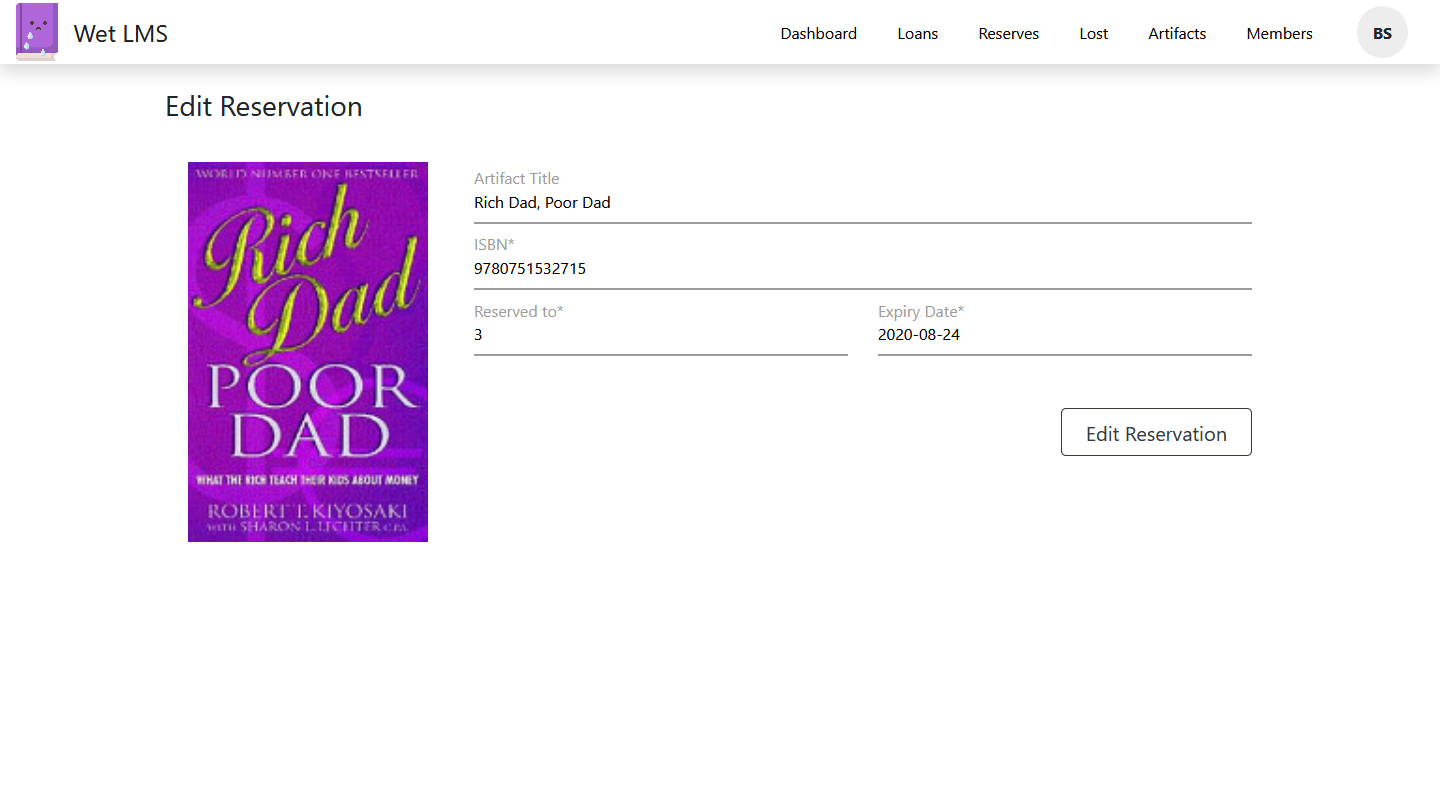 Wet LMS
Dashboard Loans Reserves Lost Artifacts Members BS
Edit Reservation
WORLD NUMBER ONE BESTSELLER
Rich
Dad
POOR
DAD
WHAT THE RICH TEACH THEIR KIDS ABOUT MONEY
ROBERT T. KIYOSAKI
WITH SHARON L. LECHTER C.P.A.
Artifact Title
Rich Dad, Poor Dad
ISBN*
9780751532715
Reserved to* Expiry Date*
3 2020-08-24
Edit Reservation